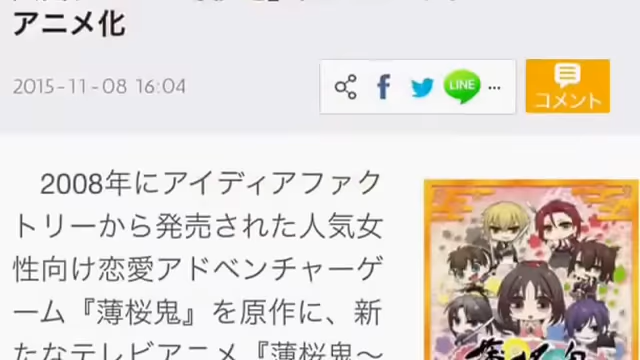 アニメ化
2015-11-08 16:04
LINE
...
コメント
2008年にアイディアファク
トリーから発売された人気女
性向け恋愛アドベンチャーゲ
ーム『薄桜鬼』を原作に、新
たなテレビアニメ『薄桜鬼〜